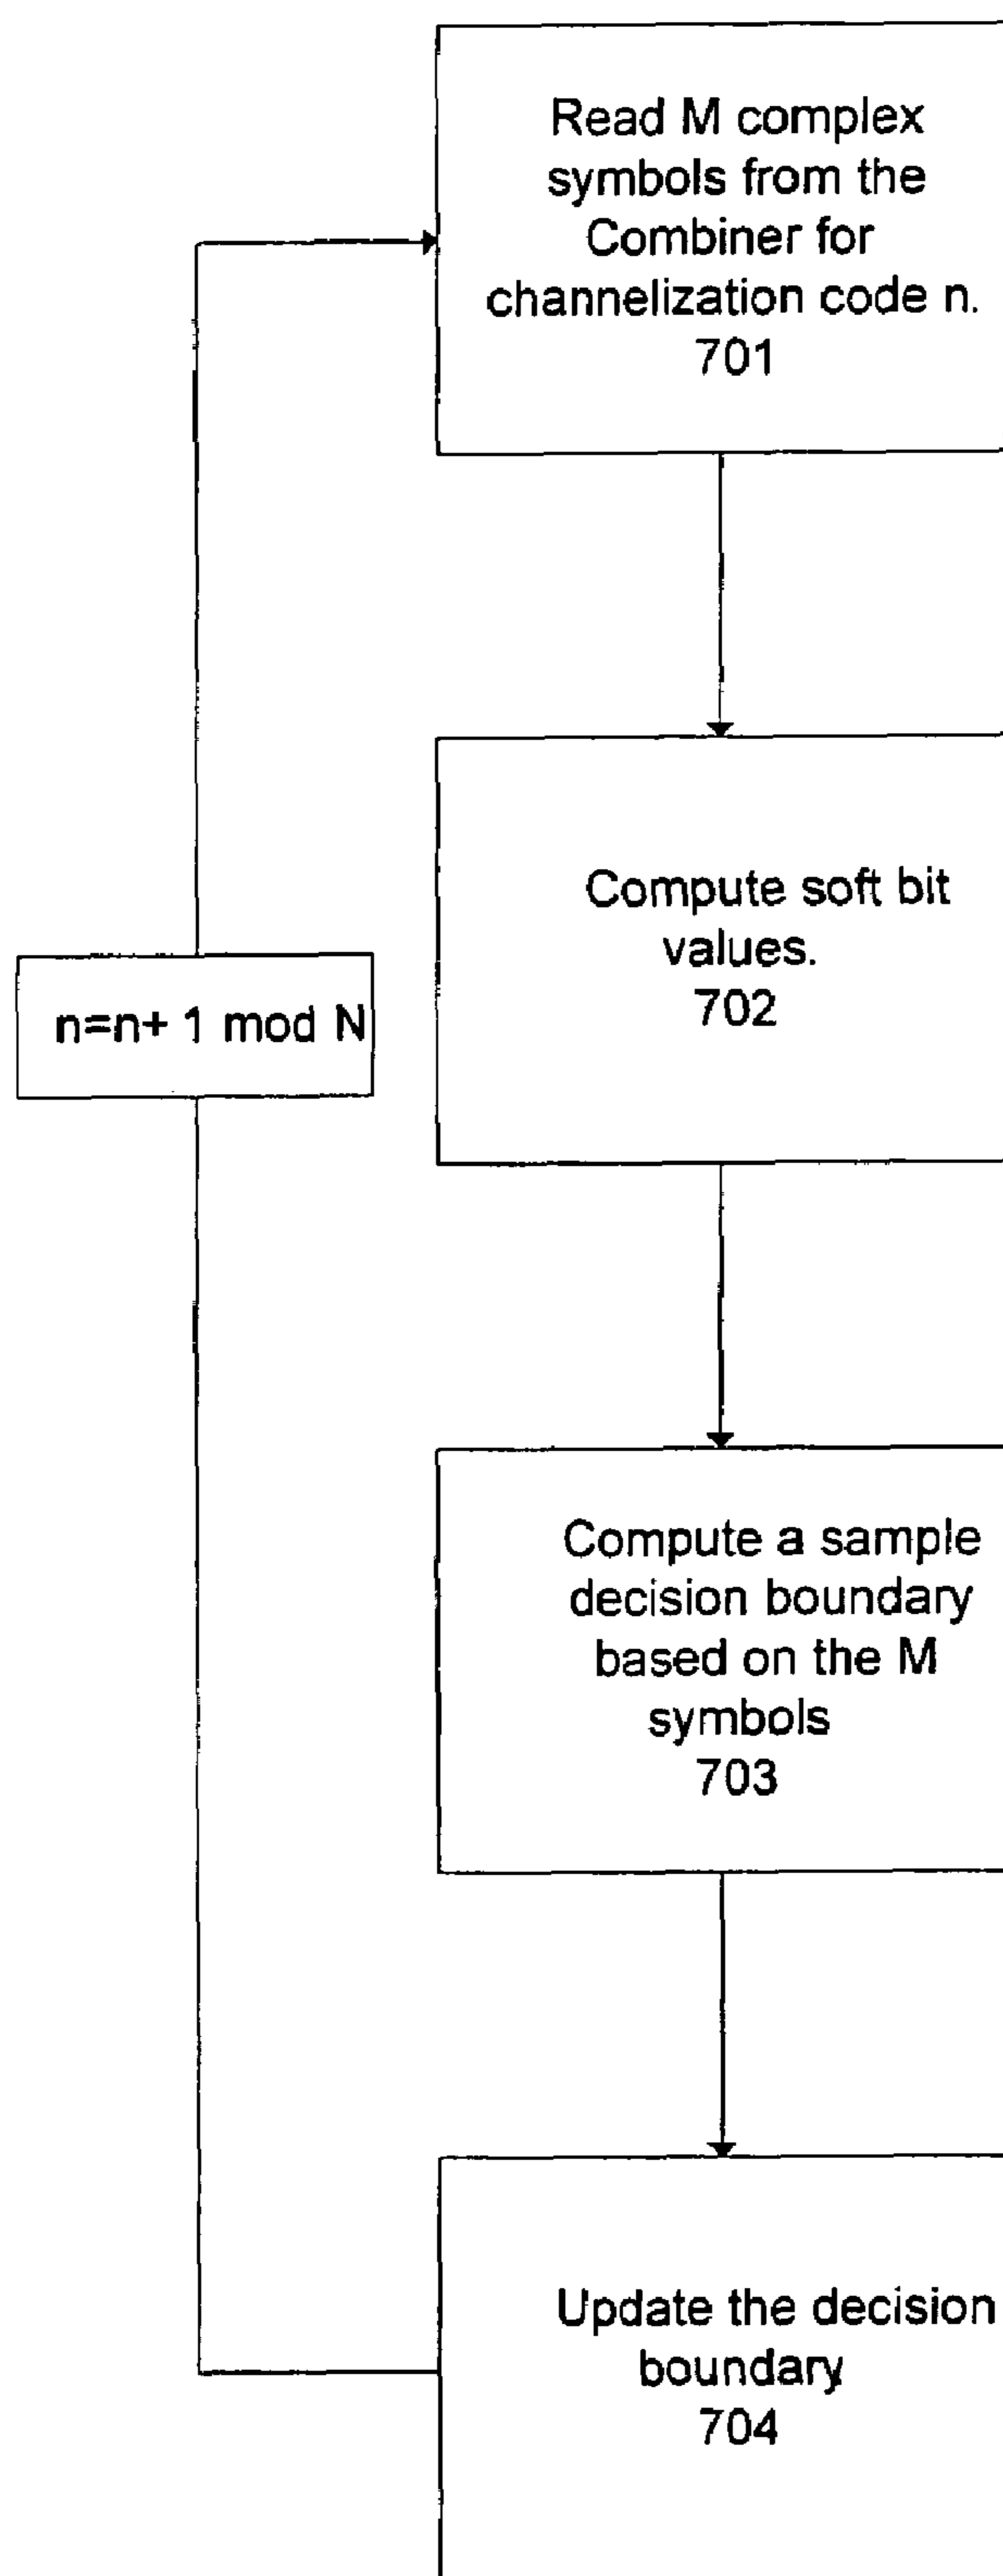 Read M complex
symbols from the
Combiner for
channelization code n.
701
Compute soft bit
values.
702
n=n+ 1 mod N
Compute a sample
decision boundary
based on the M
symbols
703
Update the decision
boundary
704